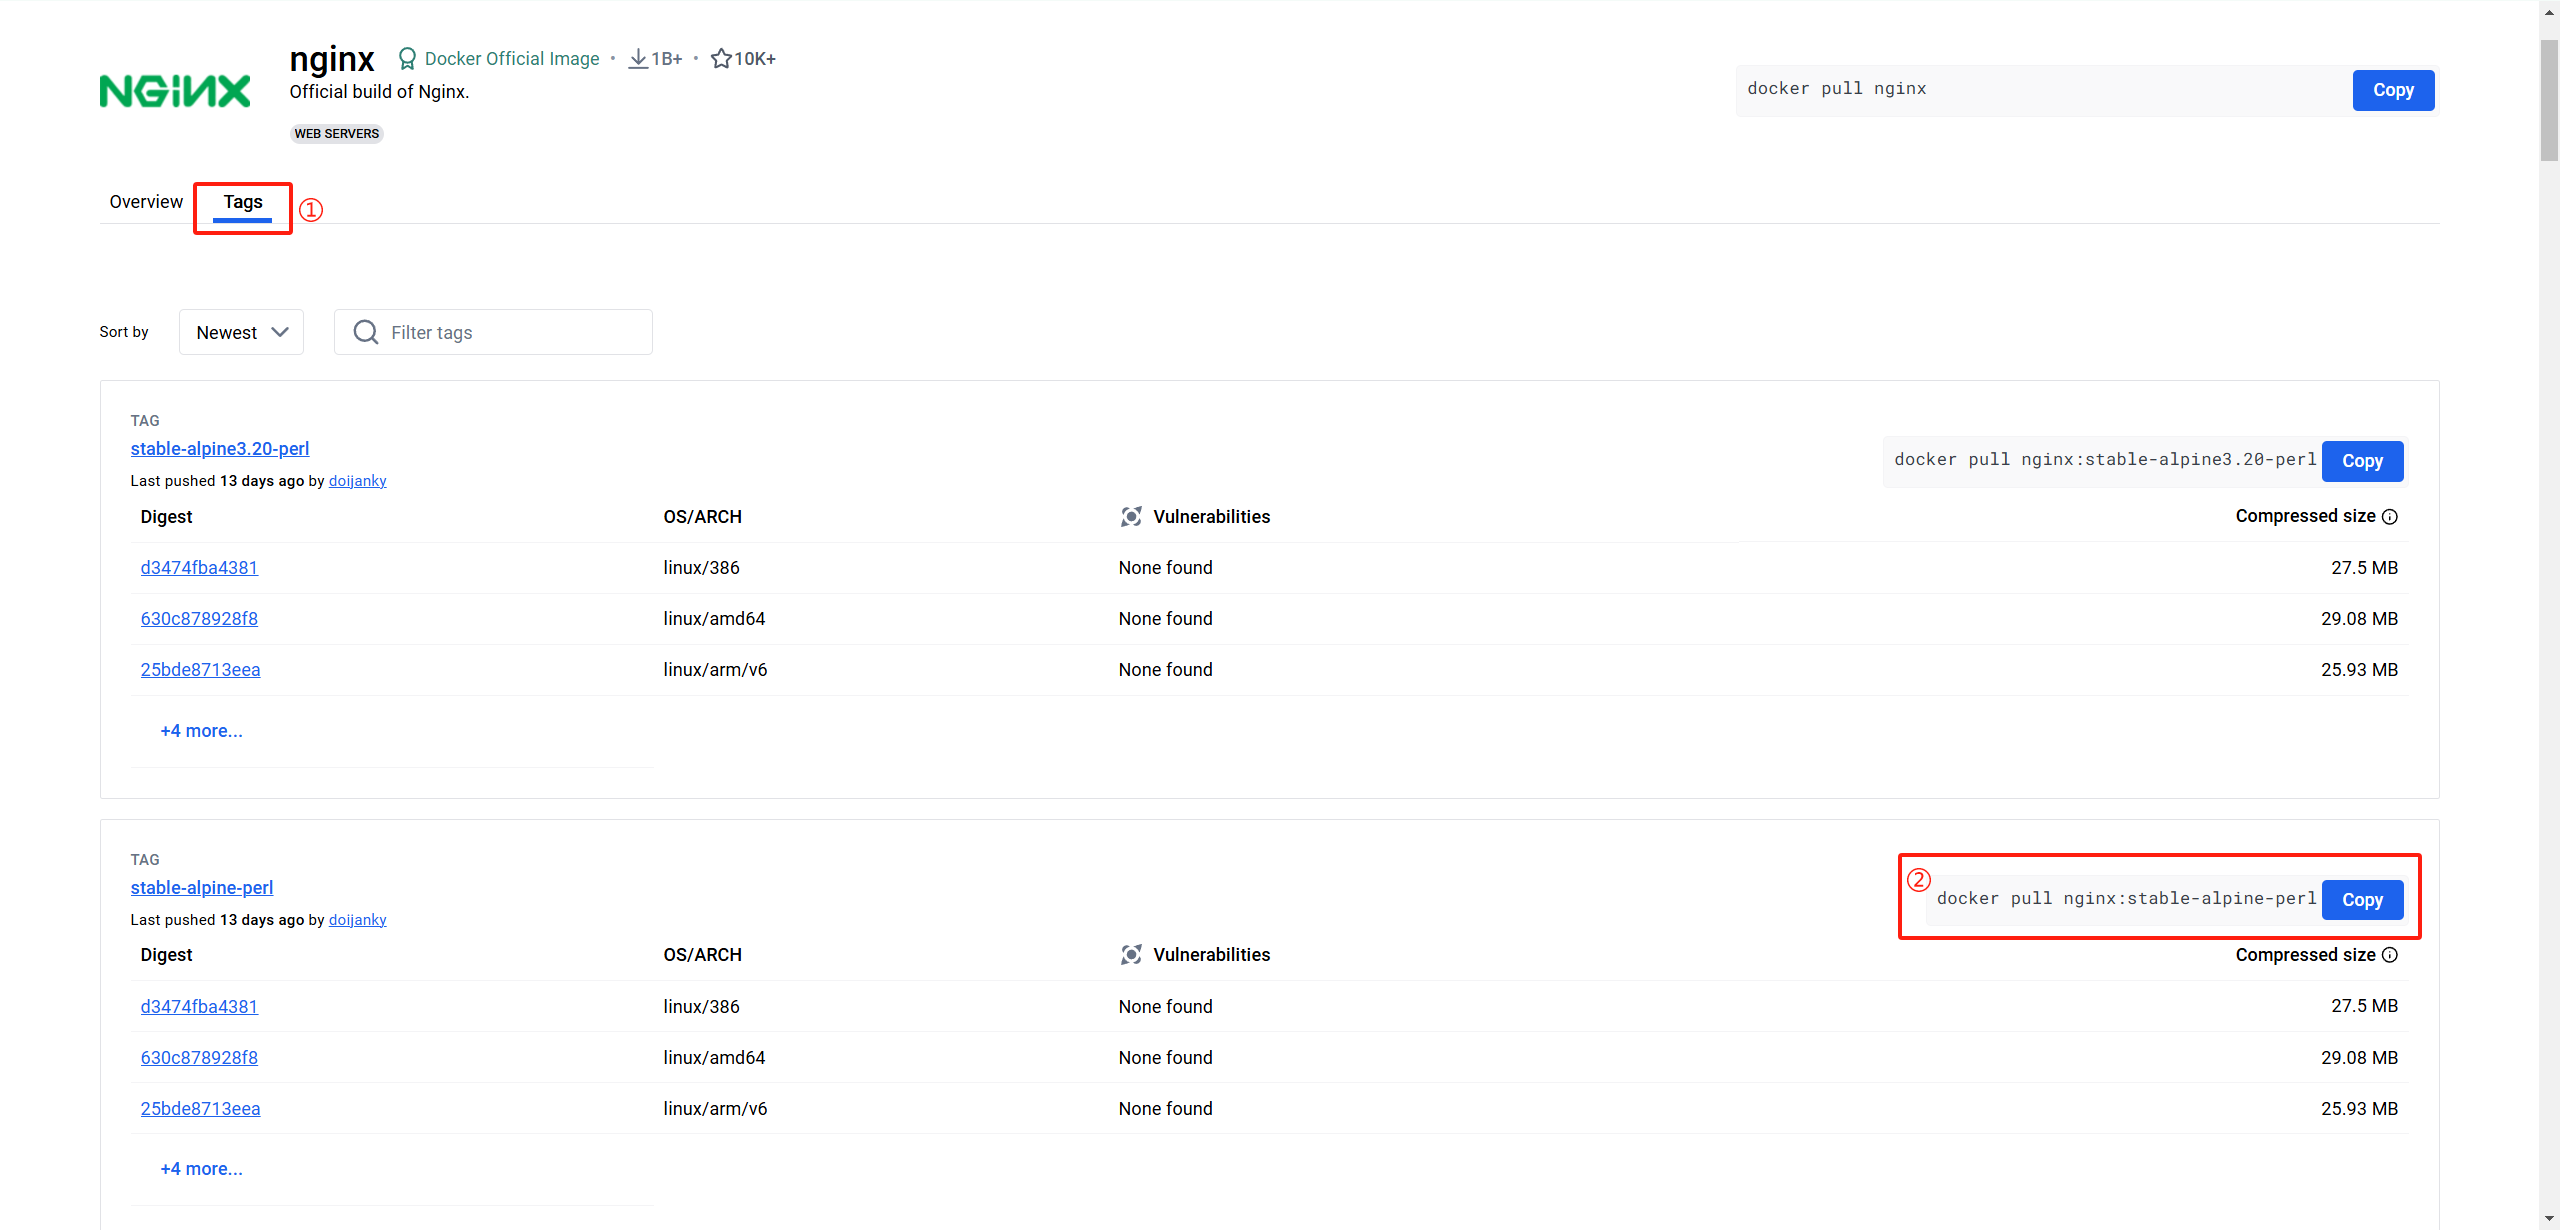 NGINX
nginx Docker Official Image • 1B+ • 10K+
Official build of Nginx.
WEB SERVERS
docker pull nginx Copy
Overview Tags ①
Sort by Newest Filter tags
TAG
stable-alpine3.20-perl
Last pushed 13 days ago by doijanky
docker pull nginx:stable-alpine3.20-perl Copy
Digest OS/ARCH Vulnerabilities Compressed size
d3474fba4381 linux/386 None found 27.5 MB
630c878928f8 linux/amd64 None found 29.08 MB
25bde8713eea linux/arm/v6 None found 25.93 MB
+4 more...
TAG
stable-alpine-perl
Last pushed 13 days ago by doijanky
② docker pull nginx:stable-alpine-perl Copy
Digest OS/ARCH Vulnerabilities Compressed size
d3474fba4381 linux/386 None found 27.5 MB
630c878928f8 linux/amd64 None found 29.08 MB
25bde8713eea linux/arm/v6 None found 25.93 MB
+4 more...